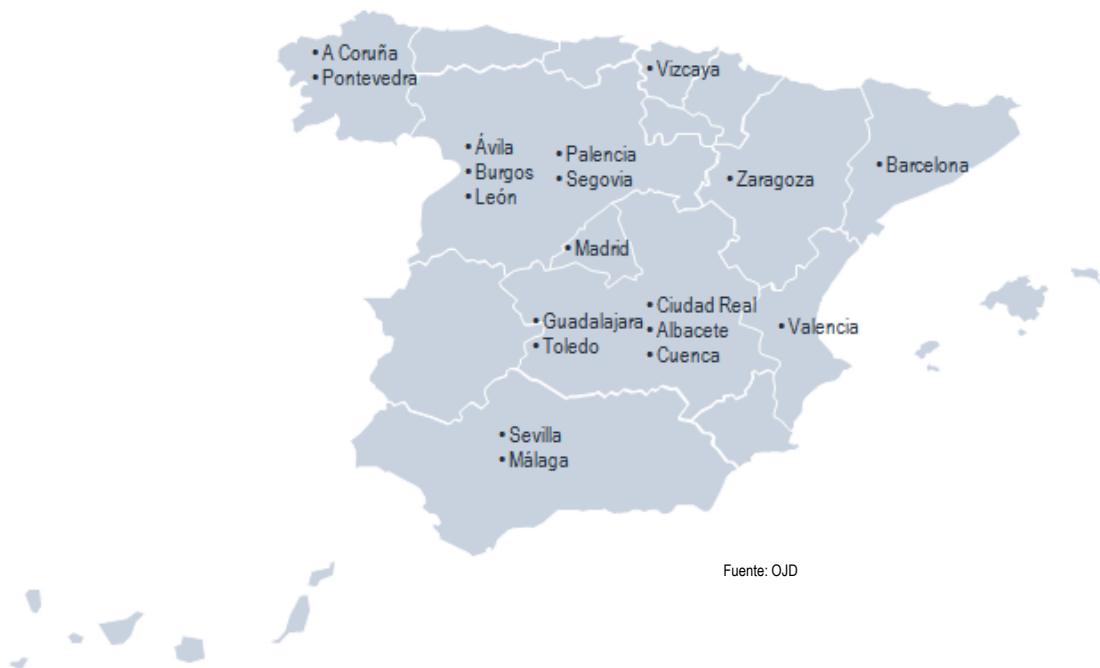 • A Coruña
• Pontevedra
• Vizcaya
• Ávila
• Burgos
• León
• Palencia
• Segovia
• Zaragoza
• Barcelona
• Madrid
• Guadalajara
• Toledo
• Ciudad Real
• Albacete
• Cuenca
• Valencia
• Sevilla
• Málaga
Fuente: OJD